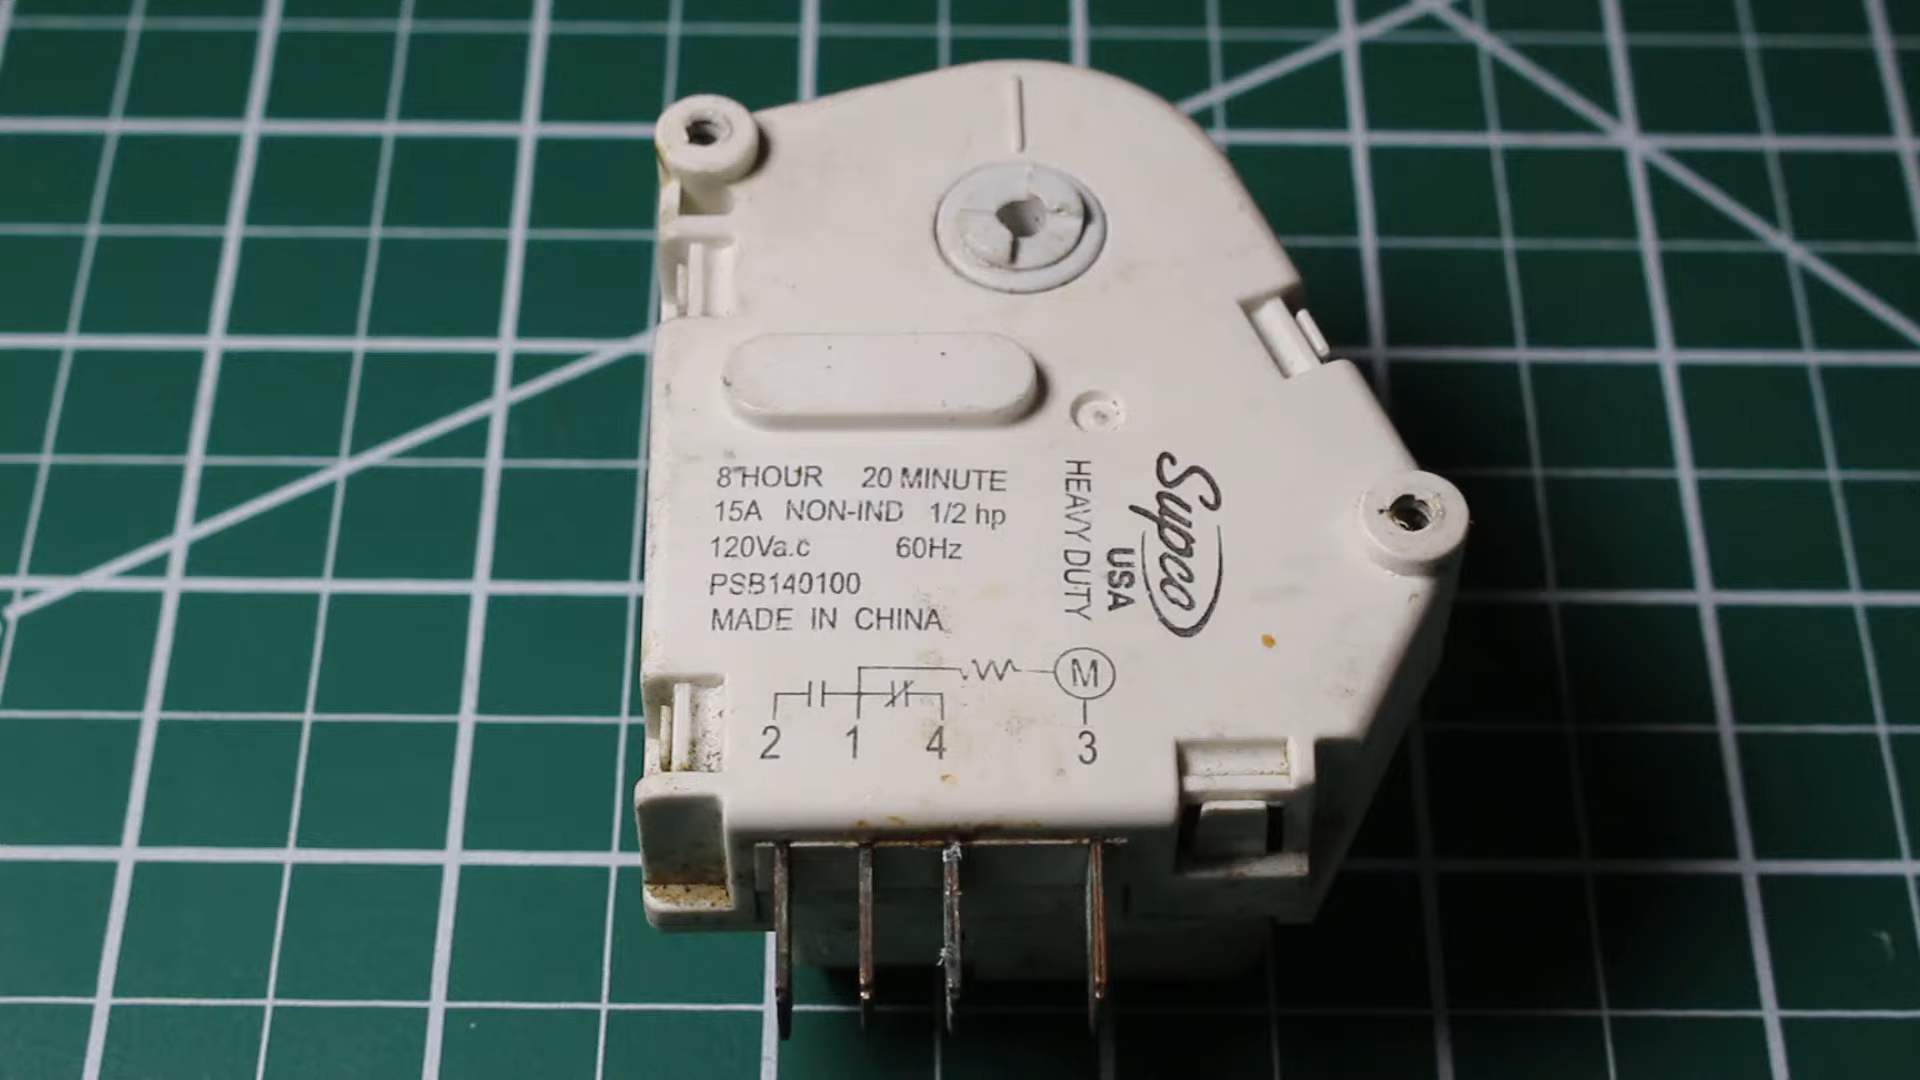 8 HOUR 20 MINUTE
15A NON-IND 1/2 hp
120Va.c 60Hz
PSB140100
MADE IN CHINA
HEAVY DUTY
Supco
USA
M
2 1 4 3